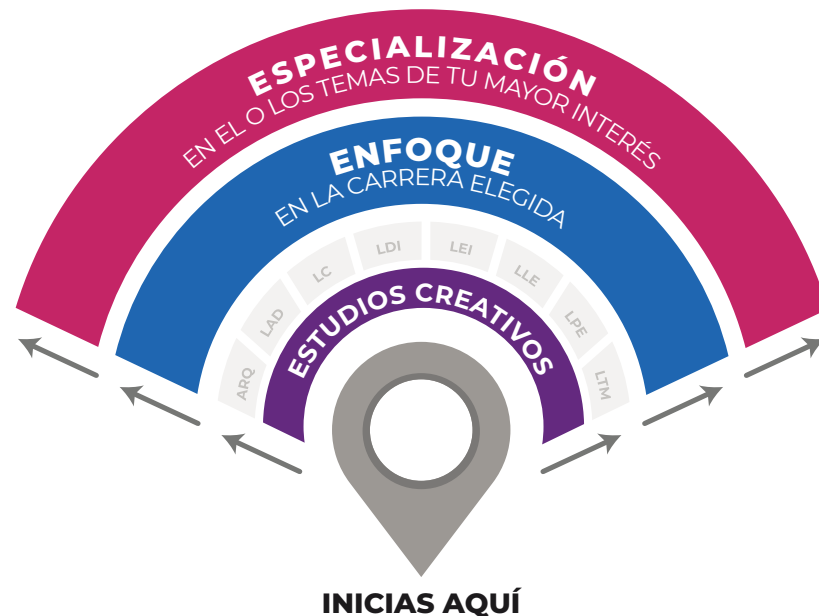 ESPECIALIZACIÓN
EN EL O LOS TEMAS DE TU MAYOR INTERÉS
ENFOQUE
EN LA CARRERA ELEGIDA
ARQ
LAD
LC
LDI
LEI
LLE
LPE
LTM
ESTUDIOS CREATIVOS
INICIAS AQUÍ